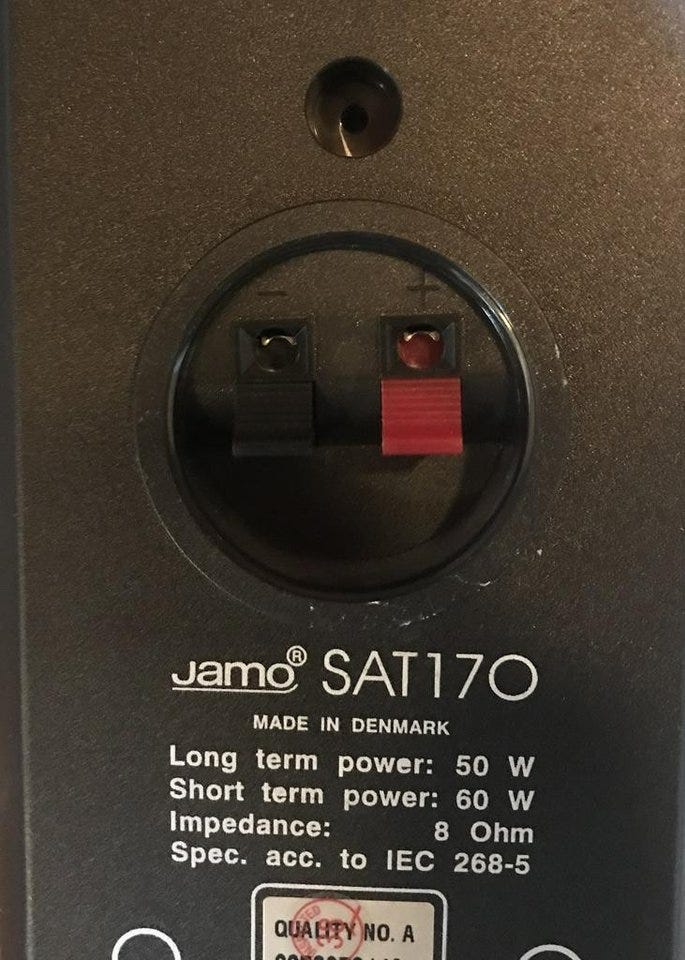 - +
Jamo® SAT170
MADE IN DENMARK
Long term power: 50 W
Short term power: 60 W
Impedance: 8 Ohm
Spec. acc. to IEC 268-5
QUALITY NO. A